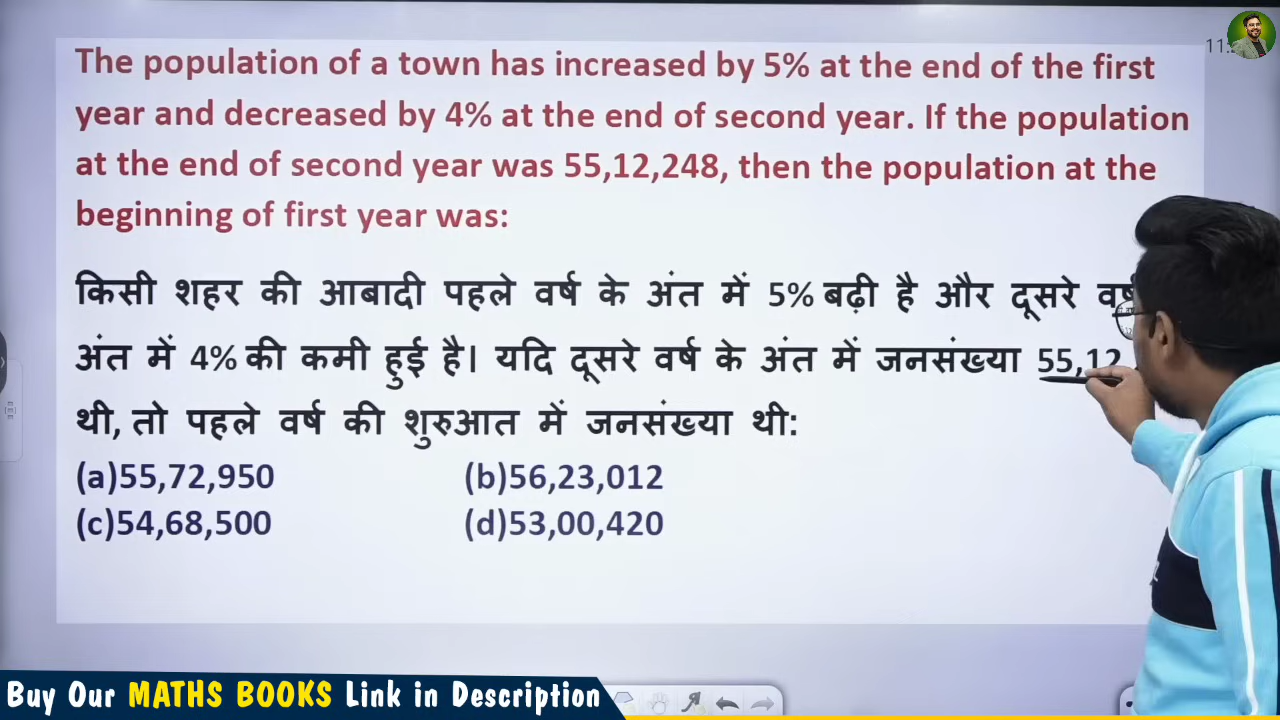 The population of a town has increased by 5% at the end of the first
year and decreased by 4% at the end of second year. If the population
at the end of second year was 55,12,248, then the population at the
beginning of first year was:
किसी शहर की आबादी पहले वर्ष के अंत में 5% बढ़ी है और दूसरे वर्ष
अंत में 4% की कमी हुई है। यदि दूसरे वर्ष के अंत में जनसंख्या 55,12
थी, तो पहले वर्ष की शुरुआत में जनसंख्या थी:
(a)55,72,950 (b)56,23,012
(c)54,68,500 (d)53,00,420
Buy Our MATHS BOOKS Link in Description